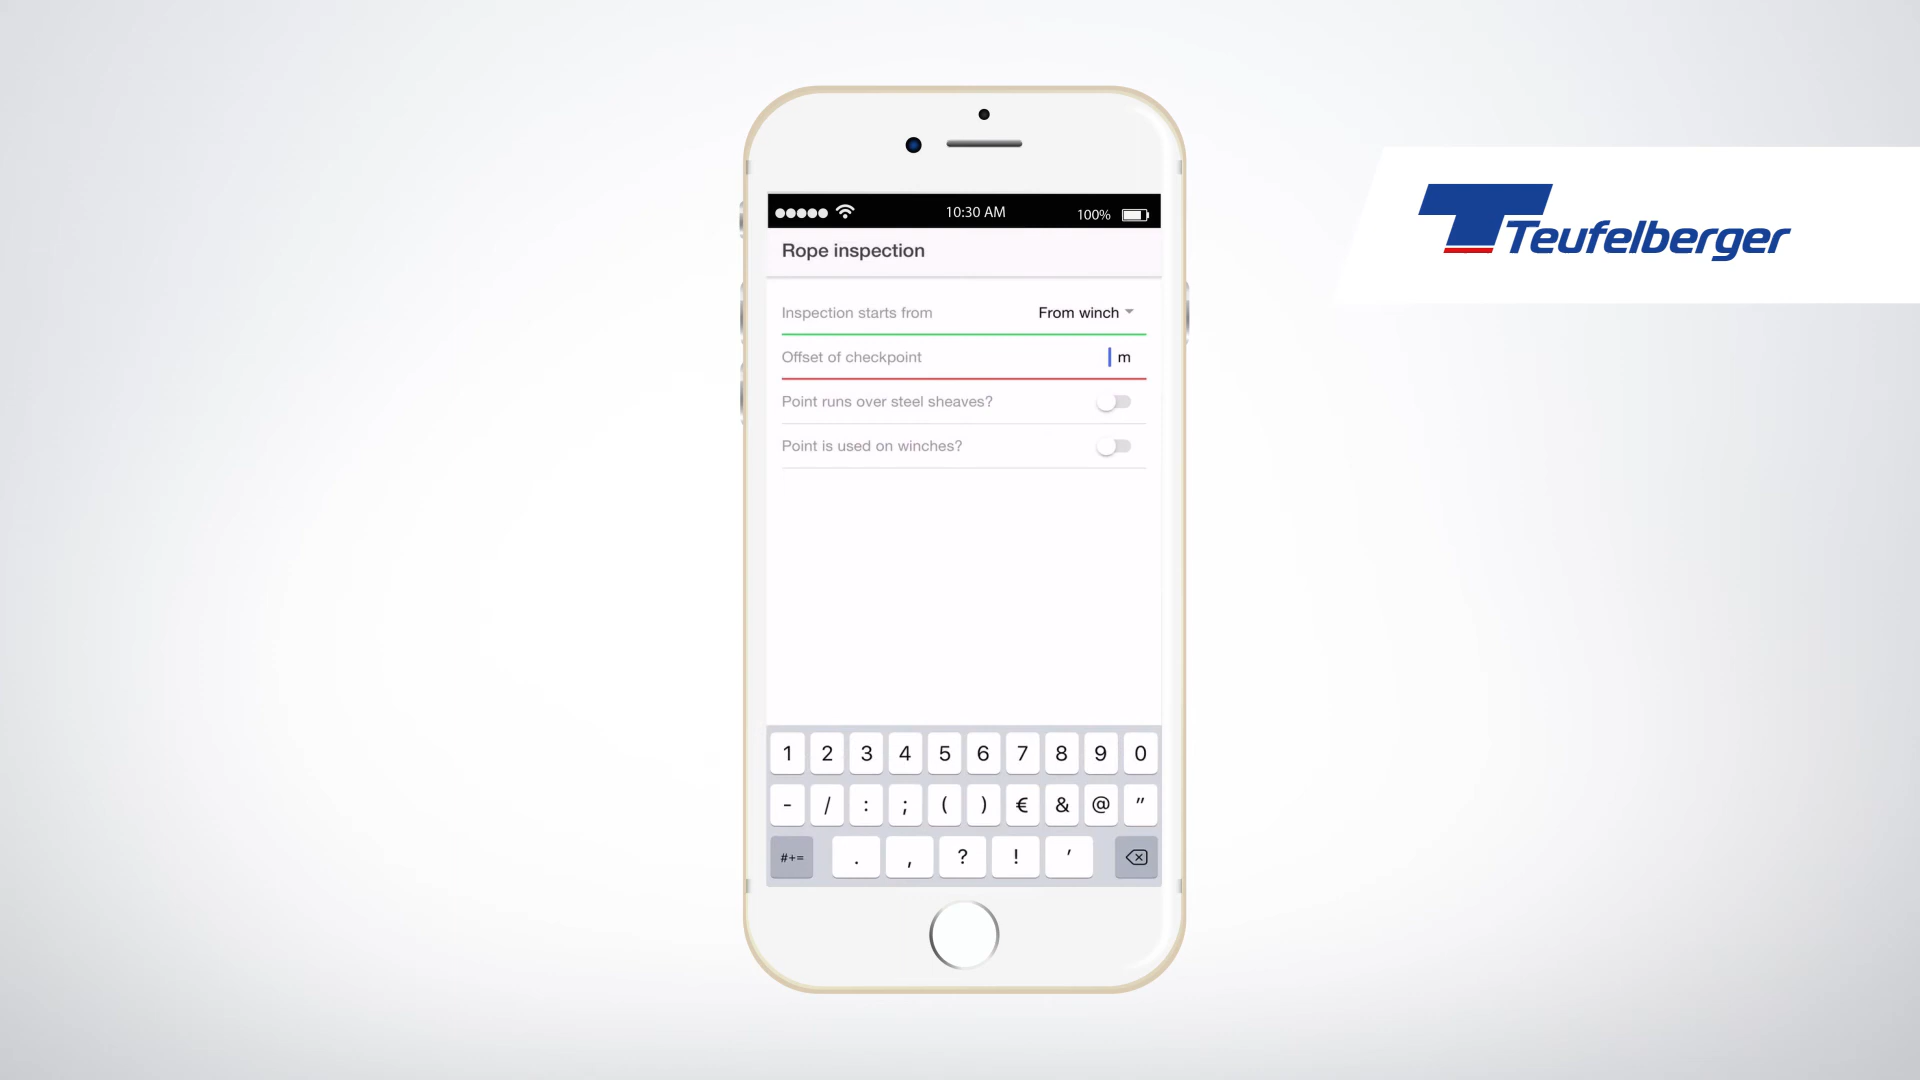 10:30 AM 100%
Rope inspection
Teufelberger
Inspection starts from From winch
Offset of checkpoint m
Point runs over steel sheaves?
Point is used on winches?
1 2 3 4 5 6 7 8 9 0
- / : ; ( ) € & @ "
#+= . , ? ! '